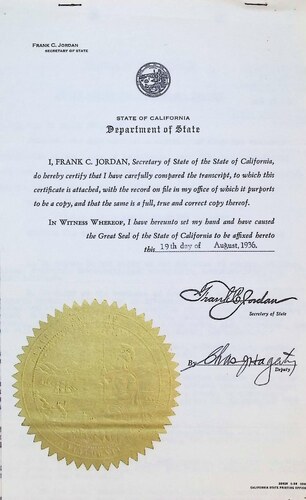 FRANK C. JORDAN
SECRETARY OF STATE
STATE OF CALIFORNIA
Department of State
I, FRANK C. JORDAN, Secretary of State of the State of California,
do hereby certify that I have carefully compared the transcript, to which this
certificate is attached, with the record on file in my office of which it purports
to be a copy, and that the same is a full, true and correct copy thereof.
IN WITNESS WHEREOF, I have hereunto set my hand and have caused
the Great Seal of the State of California to be affixed hereto
this 19th day of August, 1936.
Frank C. Jordan
Secretary of State
By Chas. J. Hagerty
Deputy
CALIFORNIA STATE PRINTING OFFICE